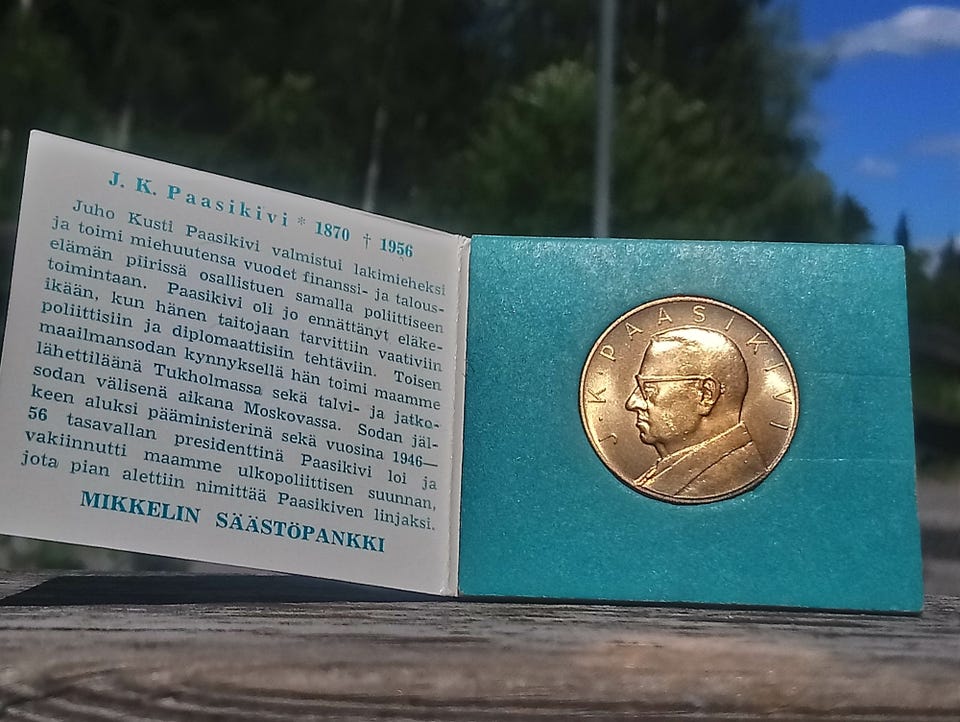 J. K. Paasikivi * 1870 † 1956
Juho Kusti Paasikivi valmistui lakimieheksi
ja toimi miehuutensa vuodet finanssi- ja talous-
elämän piirissä osallistuen samalla poliittiseen
toimintaan. Paasikivi oli jo ennättänyt eläke-
ikään, kun hänen taitojaan tarvittiin vaativiin
poliittisiin ja diplomaattisiin tehtäviin. Toisen
maailmansodan kynnyksellä hän toimi maamme
lähettiläänä Tukholmassa sekä talvi- ja jatko-
sodan välisenä aikana Moskovassa. Sodan jäl-
keen aluksi pääministerinä sekä vuosina 1946—
56 tasavallan presidenttinä Paasikivi loi ja
vakiinnutti maamme ulkopoliittisen suunnan,
jota pian alettiin nimittää Paasikiven linjaksi.
MIKKELIN SÄÄSTÖPANKKI
J·K PAASIKIVI